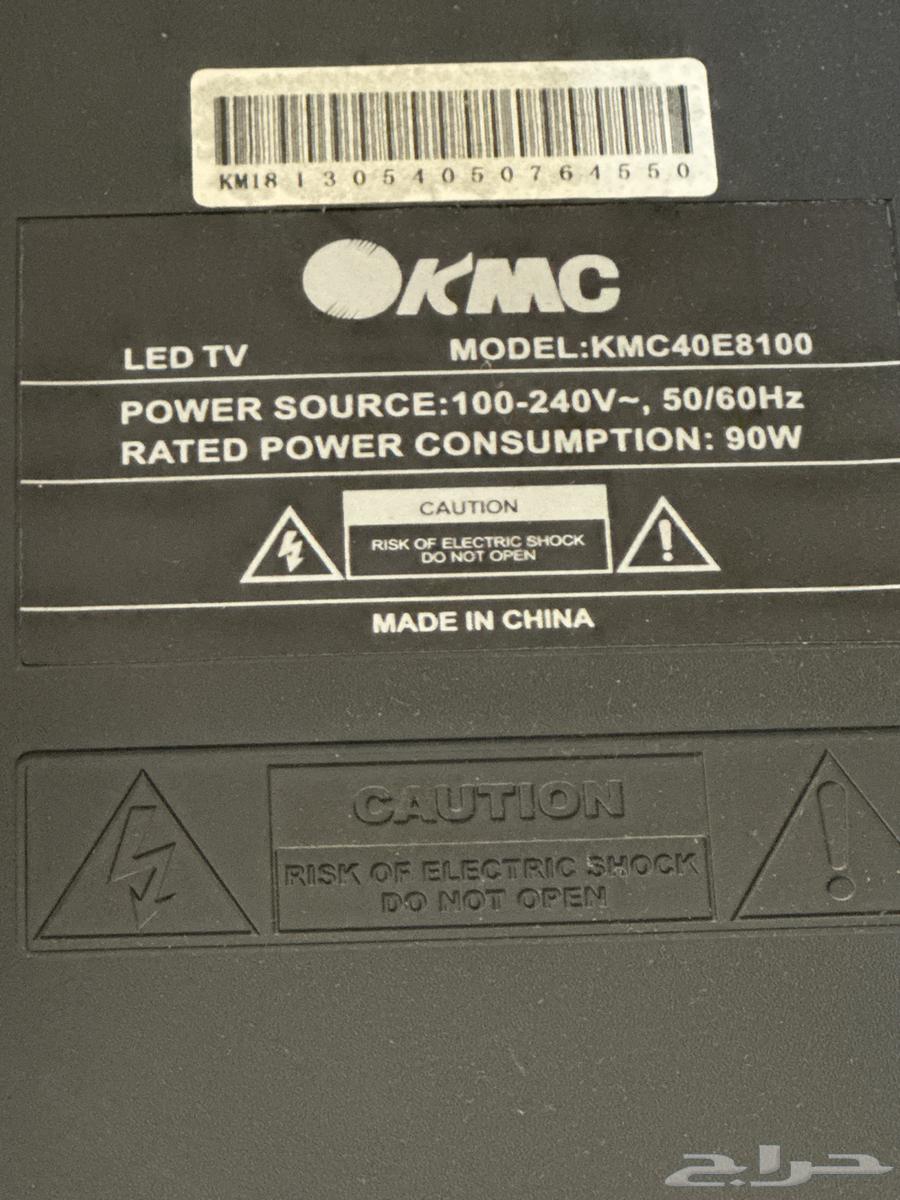 KM18 1 3 0 5 4 0 5 0 7 6 4 5 5 0
KMC
LED TV MODEL:KMC40E8100
POWER SOURCE:100-240V~, 50/60Hz
RATED POWER CONSUMPTION: 90W
CAUTION
RISK OF ELECTRIC SHOCK
DO NOT OPEN
MADE IN CHINA
CAUTION
RISK OF ELECTRIC SHOCK
DO NOT OPEN
حراج